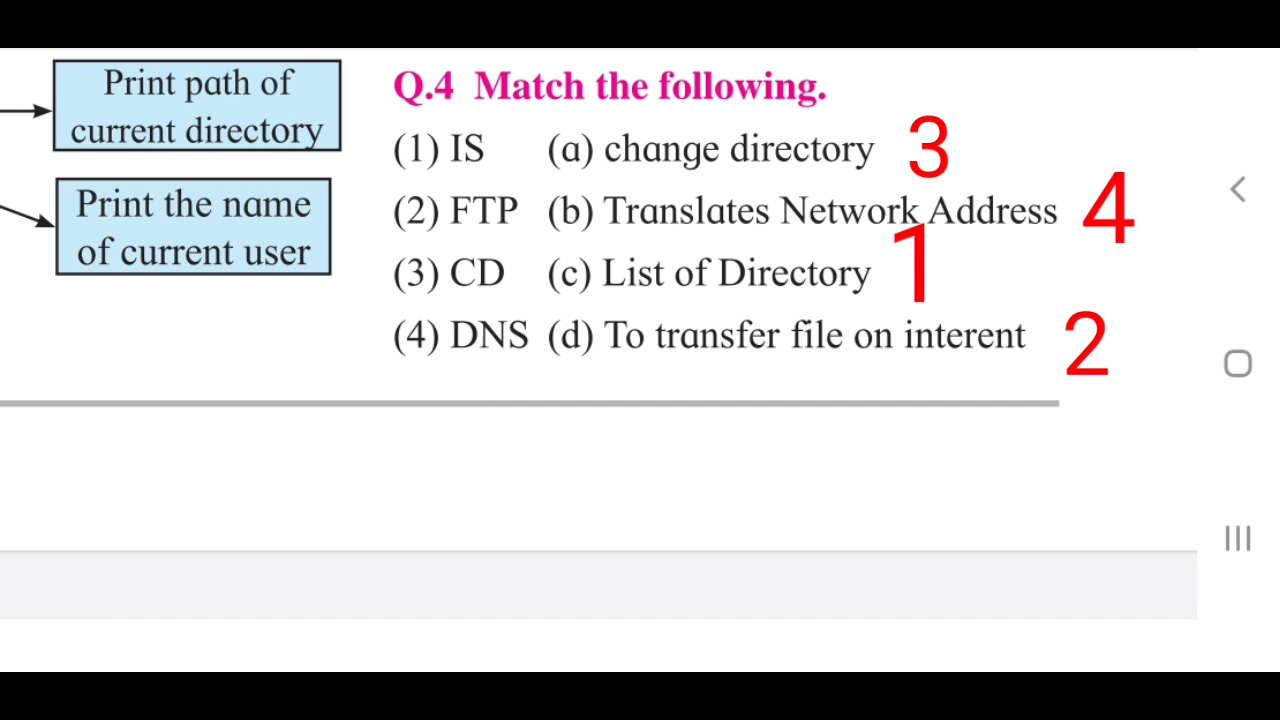 Print path of
current directory
Print the name
of current user
Q.4 Match the following.
(1) IS (a) change directory 3
(2) FTP (b) Translates Network Address 4
(3) CD (c) List of Directory 1
(4) DNS (d) To transfer file on interent 2